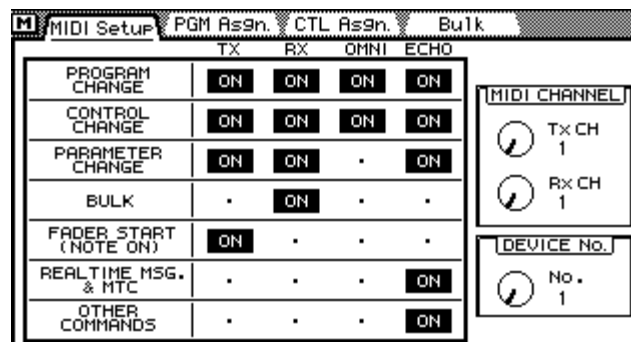 M MIDI Setup PGM Asgn. CTL Asgn. Bulk
TX RX OMNI ECHO
PROGRAM CHANGE ON ON ON ON
CONTROL CHANGE ON ON ON ON
PARAMETER CHANGE ON ON · ON
BULK · ON · ·
FADER START (NOTE ON) ON · · ·
REALTIME MSG. & MTC · · · ON
OTHER COMMANDS · · · ON
MIDI CHANNEL
Tx CH
1
Rx CH
1
DEVICE No.
No.
1